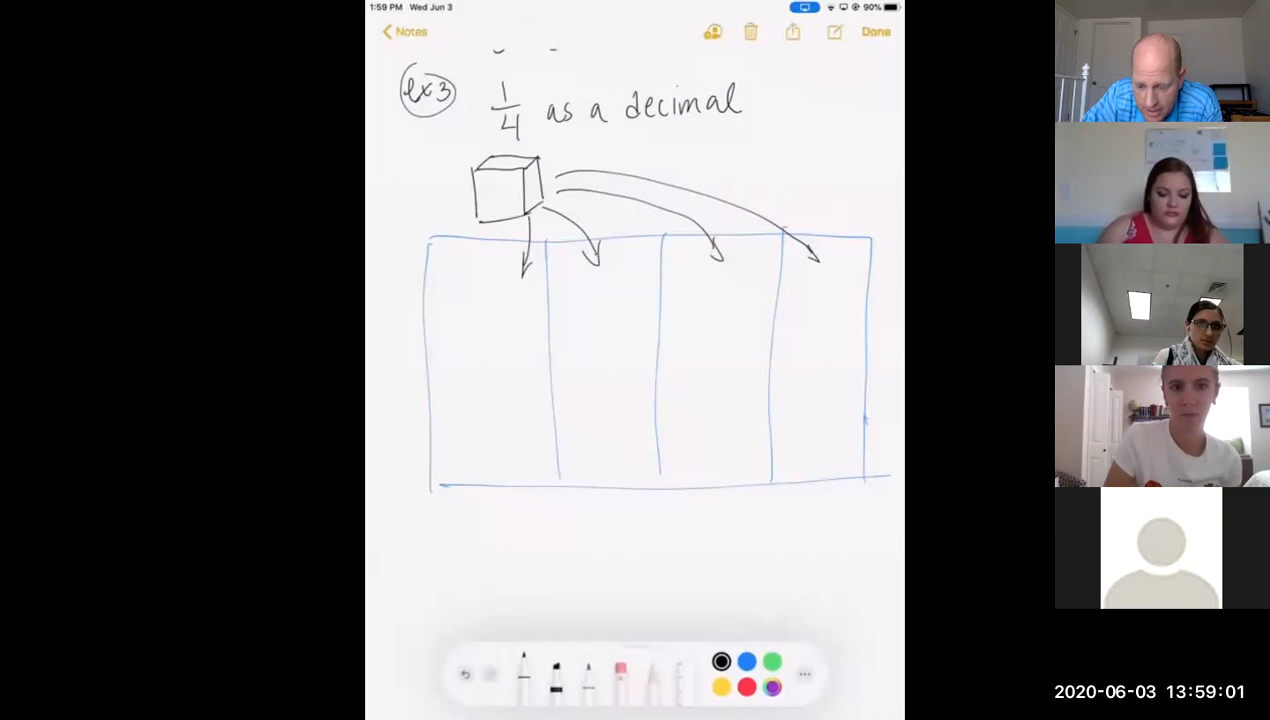 1:59 PM Wed Jun 3
90%
Notes
Done
ex3
1/4 as a decimal
2020-06-03 13:59:01